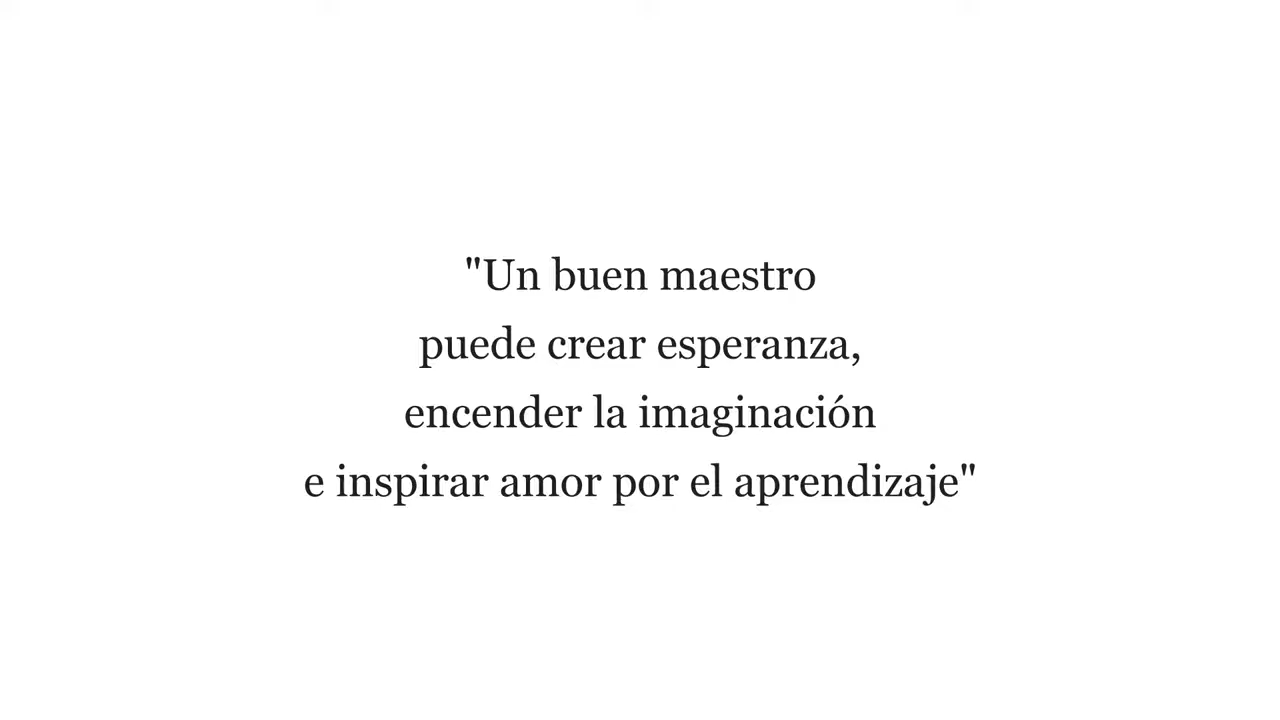 "Un buen maestro
puede crear esperanza,
encender la imaginación
e inspirar amor por el aprendizaje"